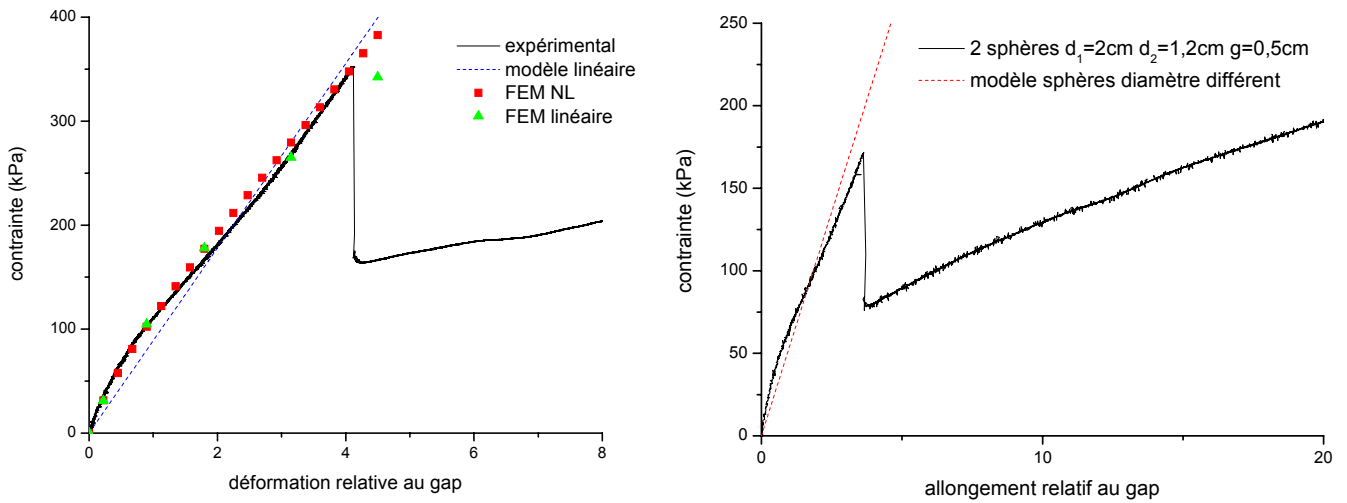 400
300
200
100
0
contrainte (kPa)
expérimental
modèle linéaire
FEM NL
FEM linéaire
0 2 4 6 8
déformation relative au gap
250
200
150
100
50
0
contrainte (kPa)
2 sphères d1=2cm d2=1,2cm g=0,5cm
modèle sphères diamètre différent
0 10 20
allongement relatif au gap